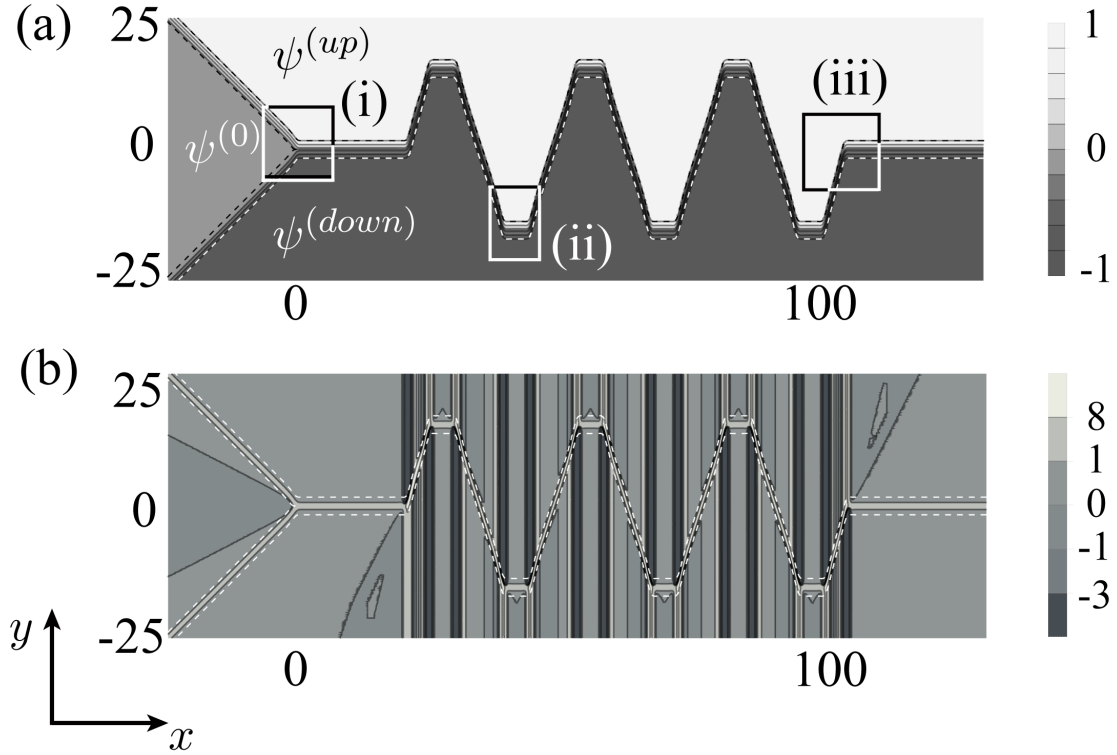 (a)
25
0
-25
ψ^(up)
ψ^(0)
ψ^(down)
(i)
(ii)
(iii)
0 100
1
0
-1
(b)
25
0
-25
0 100
8
1
0
-1
-3
y
x